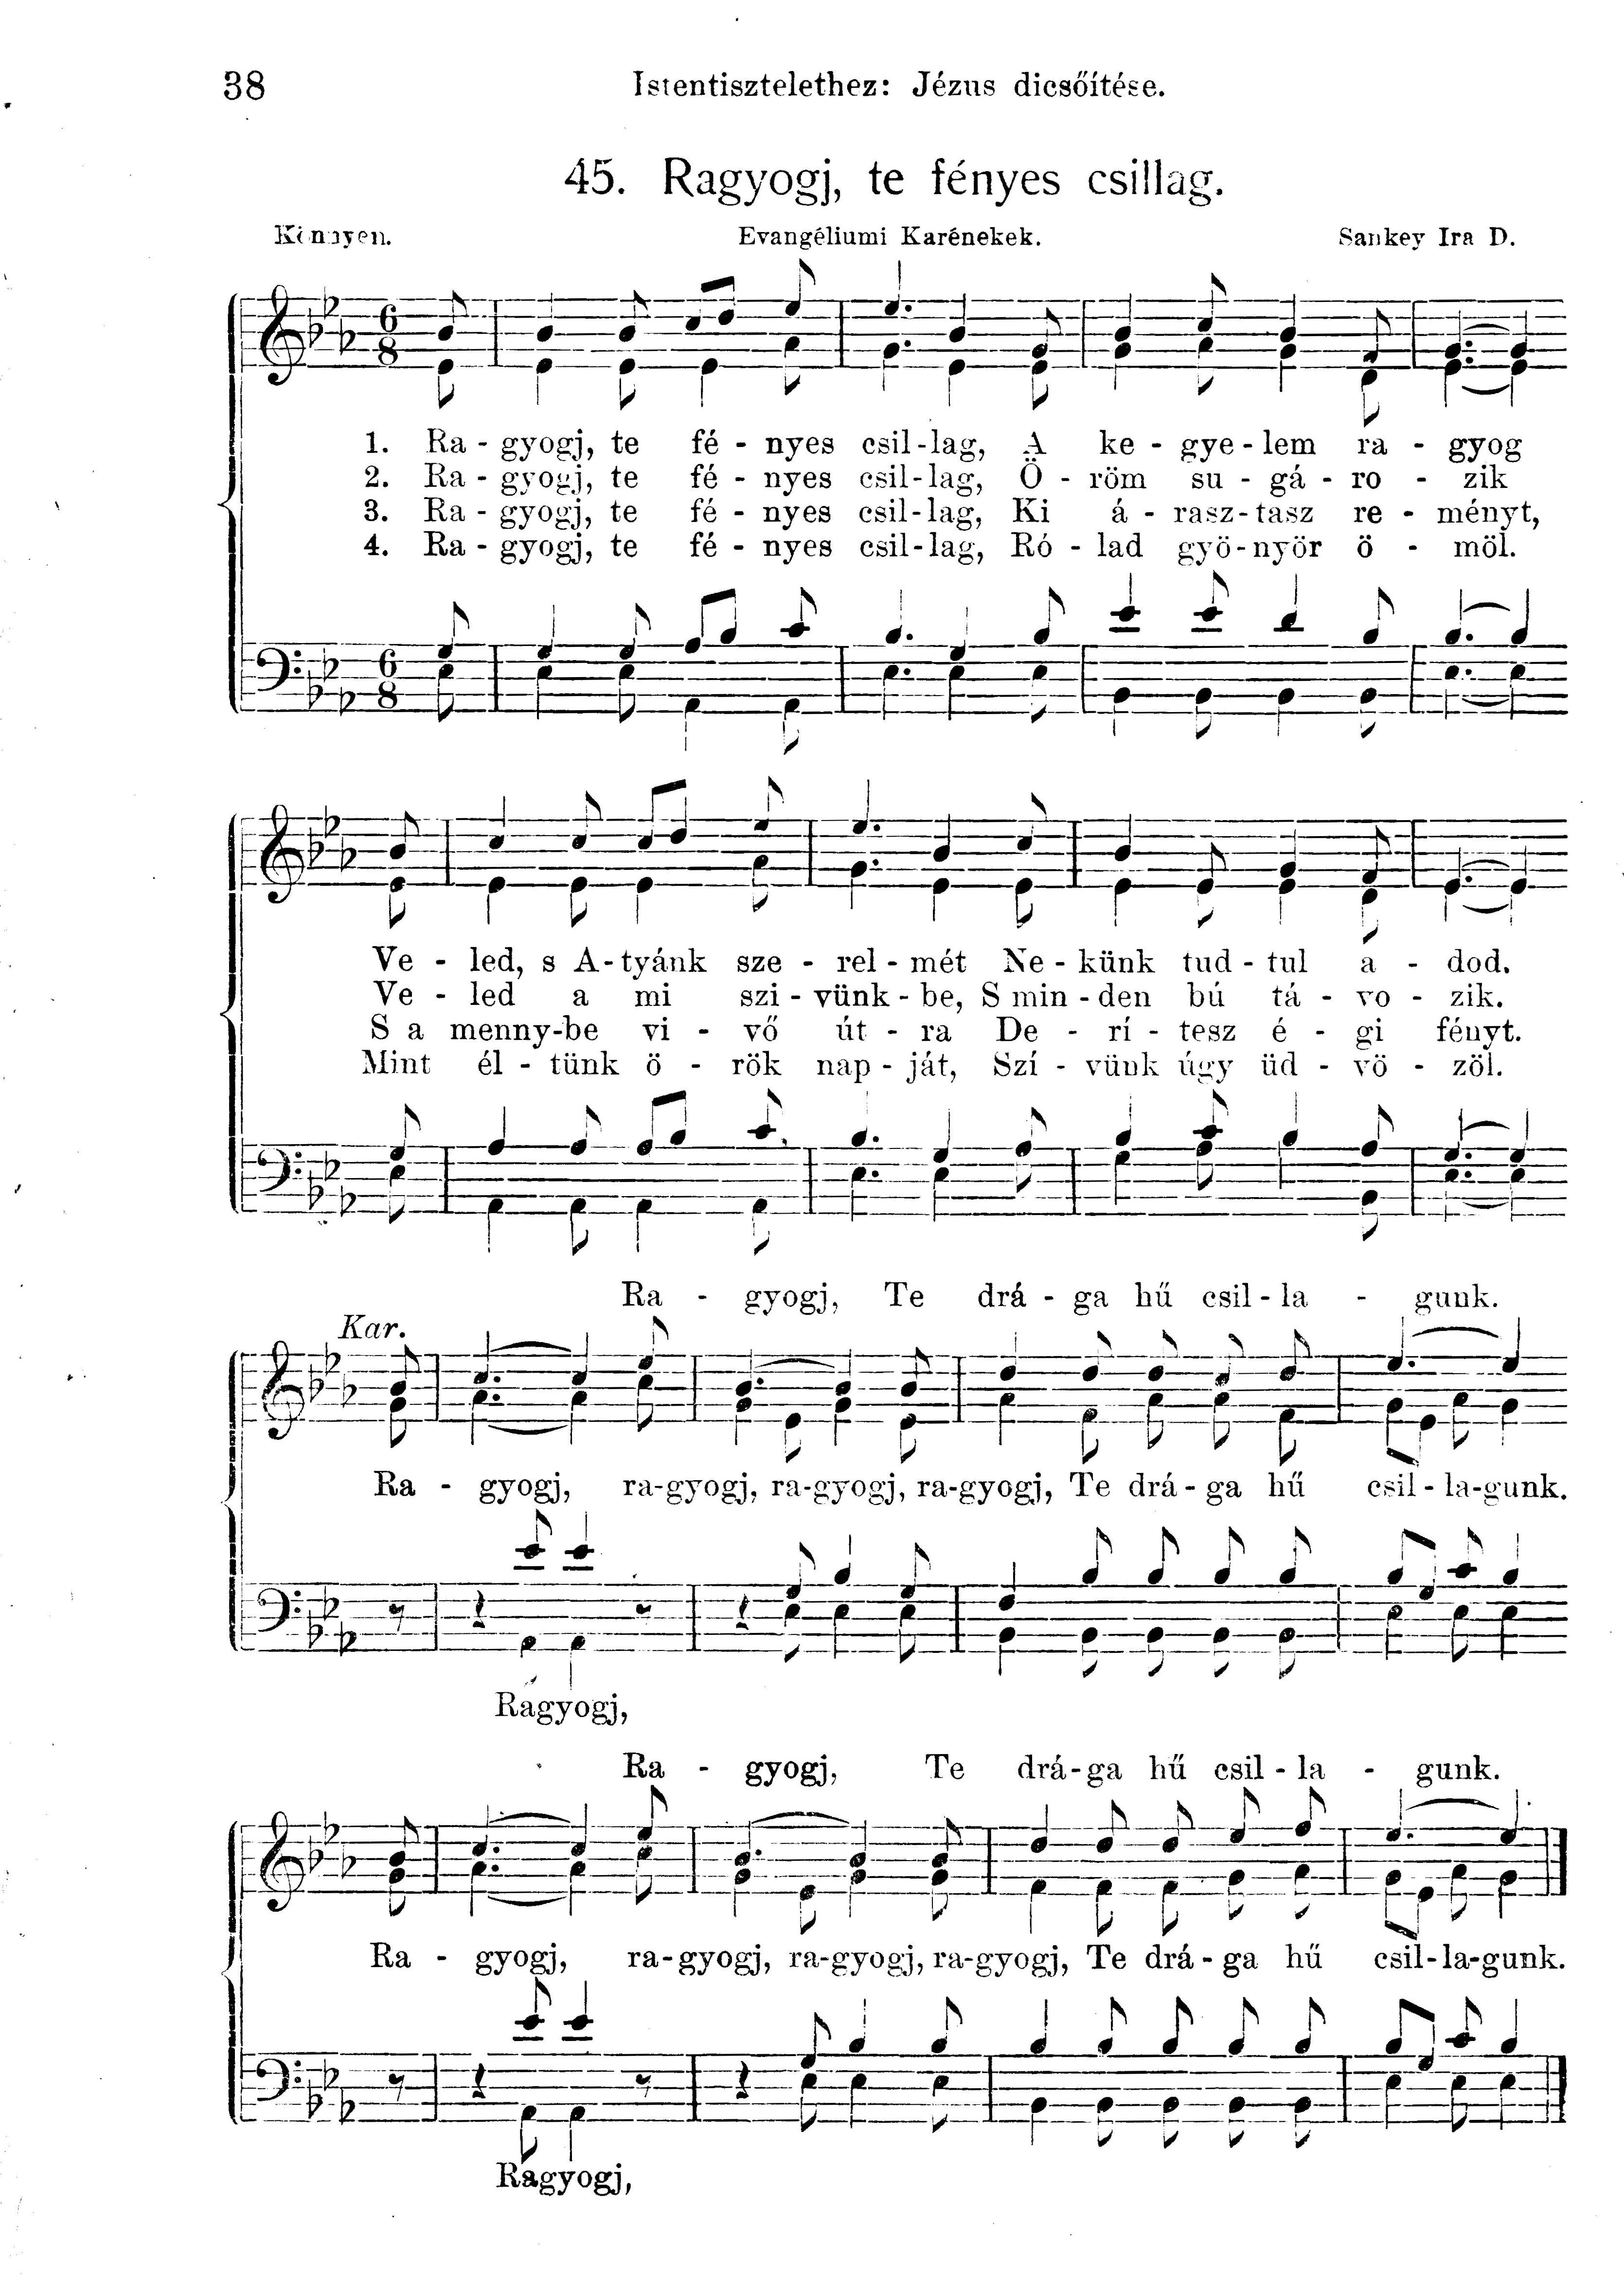 38 Istentisztelethez: Jézus dicsőítése.
45. Ragyogj, te fényes csillag.
Könnyen. Evangéliumi Karénekek. Sankey Ira D.
1. Ra - gyogj, te fé - nyes csil-lag, A ke - gye - lem ra - gyog
2. Ra - gyogj, te fé - nyes csil-lag, Ö - röm su - gá - ro - zik
3. Ra - gyogj, te fé - nyes csil-lag, Ki á - rasz-tasz re - ményt,
4. Ra - gyogj, te fé - nyes csil-lag, Ró - lad gyö-nyör ö - möl.
Ve - led, s A-tyánk sze - rel - mét Ne - künk tud - tul a - dod.
Ve - led a mi szi - vünk - be, S min - den bú tá - vo - zik.
S a menny-be vi - vő út - ra De - rí - tesz é - gi fényt.
Mint él - tünk ö - rök nap - ját, Szí - vünk úgy üd - vö - zöl.
Ra - gyogj, Te drá - ga hű csil - la - gunk.
Kar.
Ra - gyogj, ra-gyogj, ra-gyogj, ra-gyogj, Te drá - ga hű csil - la-gunk.
Ragyogj,
Ra - gyogj, Te drá-ga hű csil - la - gunk.
Ra - gyogj, ra-gyogj, ra-gyogj, ra-gyogj, Te drá - ga hű csil-la-gunk.
Ragyogj,